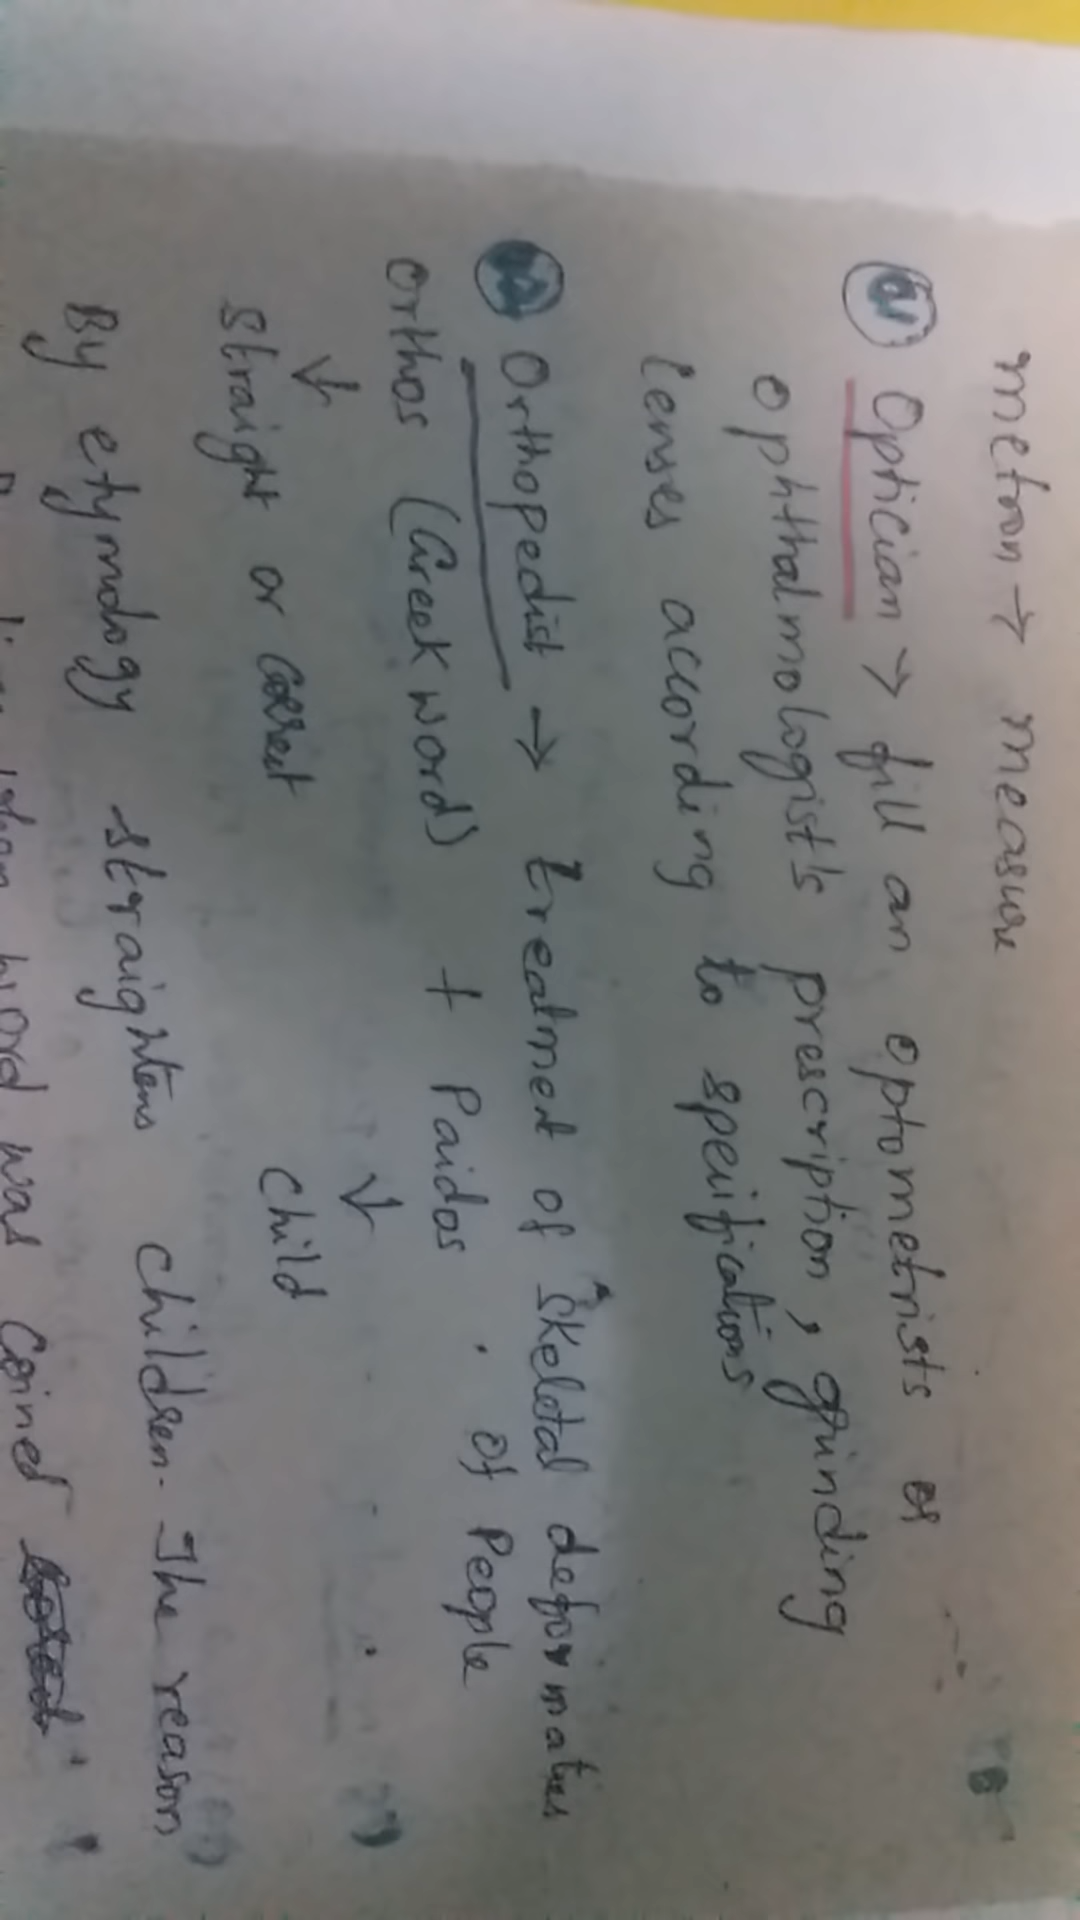 metron → measure
Optician → fill an optometrists or
ophthalmologist's prescription, grinding
lenses according to specifications
Orthopedist → treatment of skeletal deformaties
orthos (Greek word) + Paidos . of People
straight or correct child
By etymology straightens children. The reason
word was coined